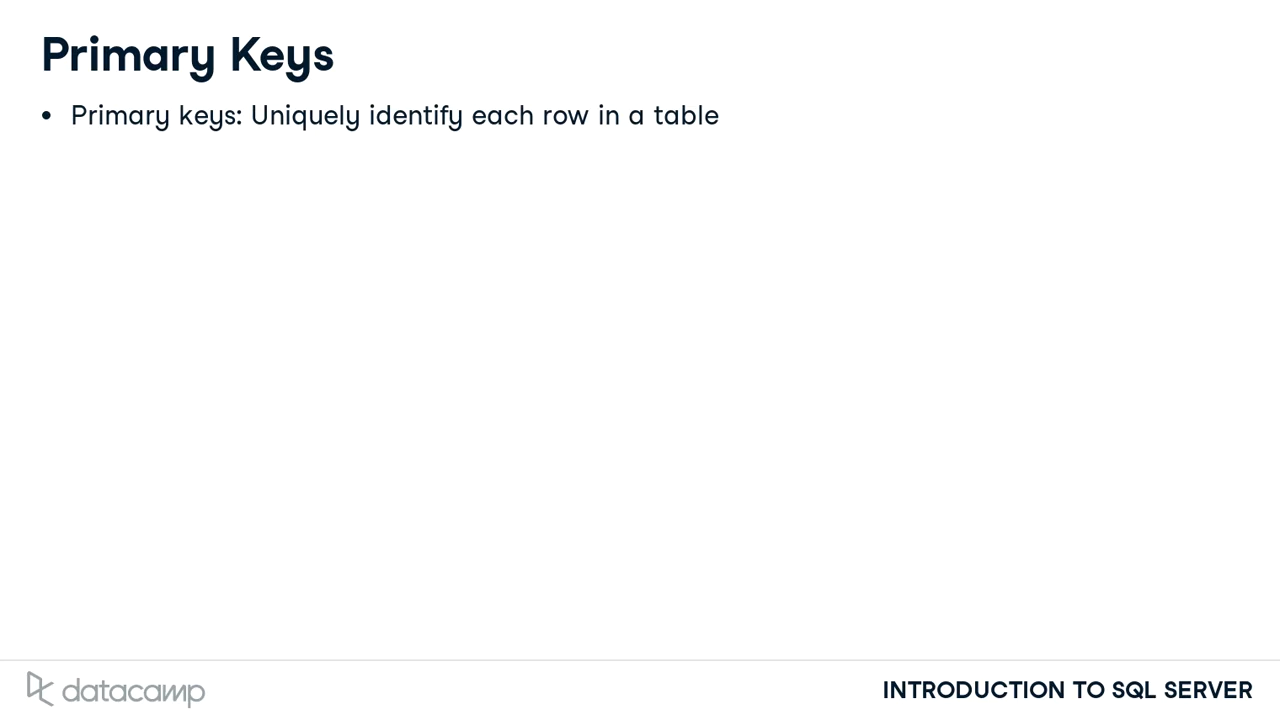 Primary Keys
• Primary keys: Uniquely identify each row in a table
datacamp
INTRODUCTION TO SQL SERVER